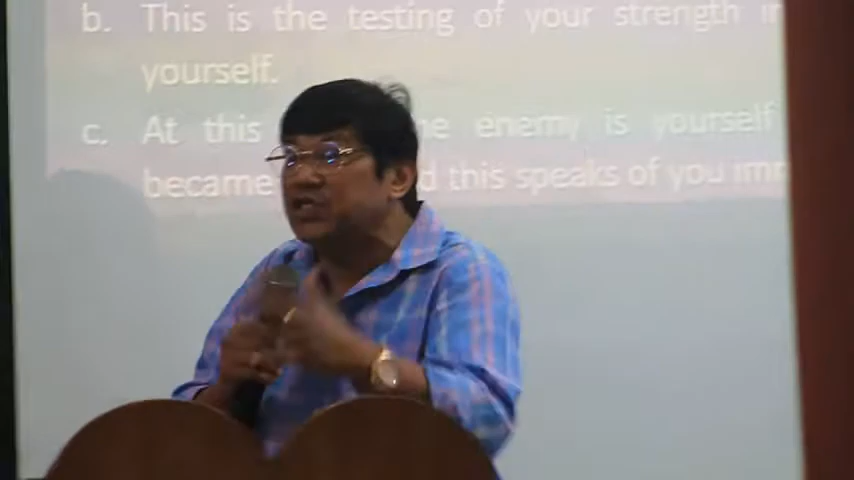 b. This is the testing of your strength
yourself.
c. At this enemy is yourself
became this speaks of you